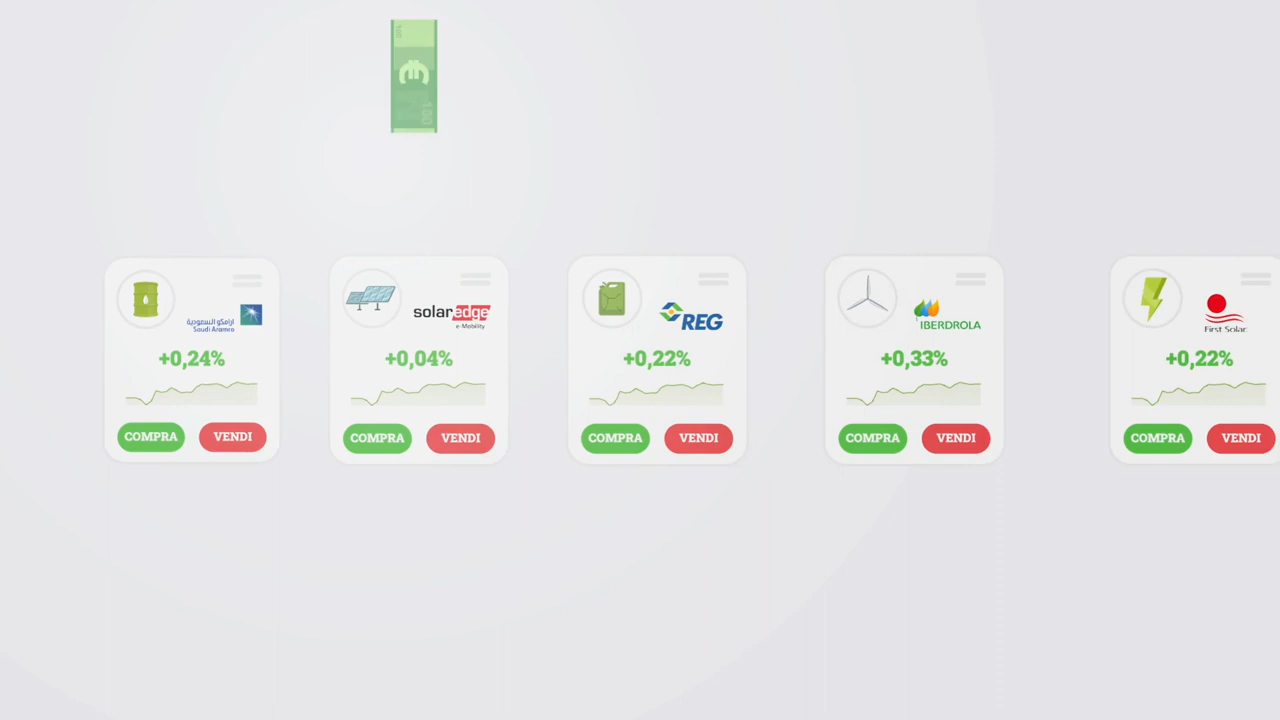 100
€
100
أرامكو السعودية
Saudi Aramco
+0,24%
COMPRA
VENDI
solaredge
e-Mobility
+0,04%
COMPRA
VENDI
REG
+0,22%
COMPRA
VENDI
IBERDROLA
+0,33%
COMPRA
VENDI
First Solar.
+0,22%
COMPRA
VENDI